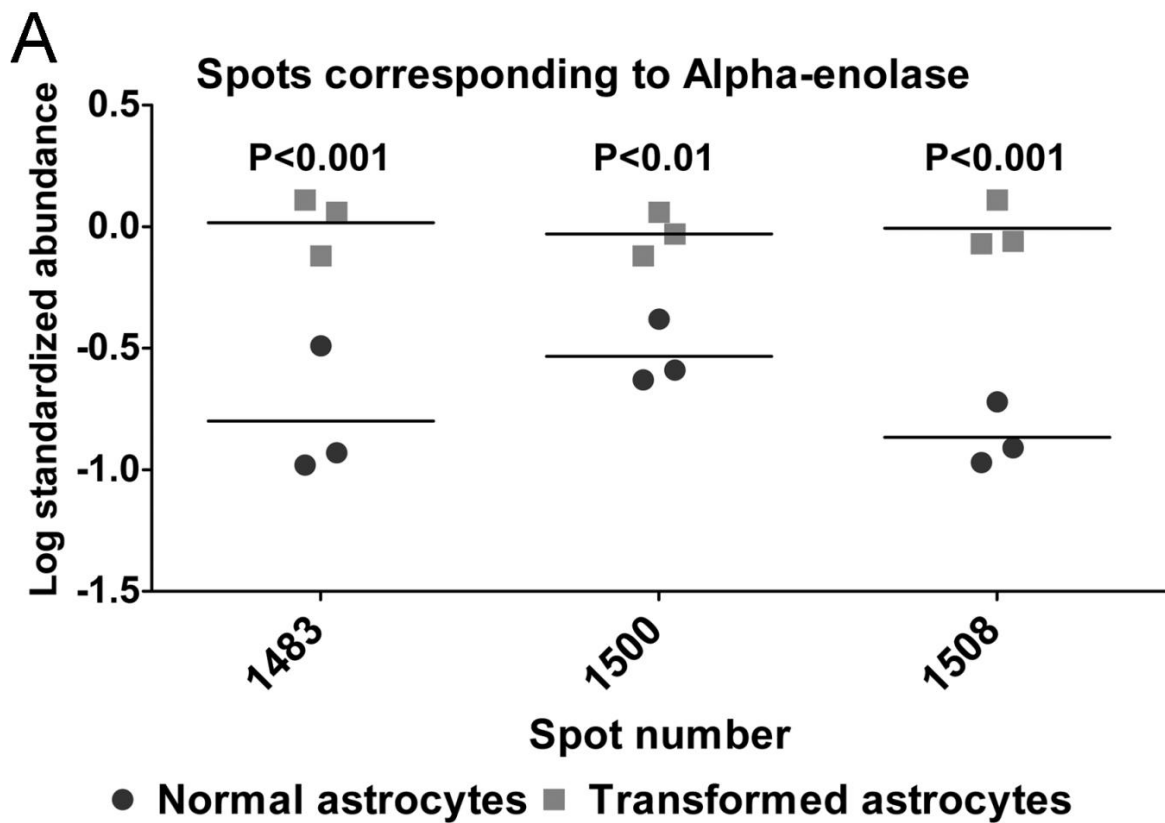 A
Spots corresponding to Alpha-enolase
Log standardized abundance
0.5
0.0
-0.5
-1.0
-1.5
P<0.001 P<0.01 P<0.001
1483 1500 1508
Spot number
Normal astrocytes Transformed astrocytes